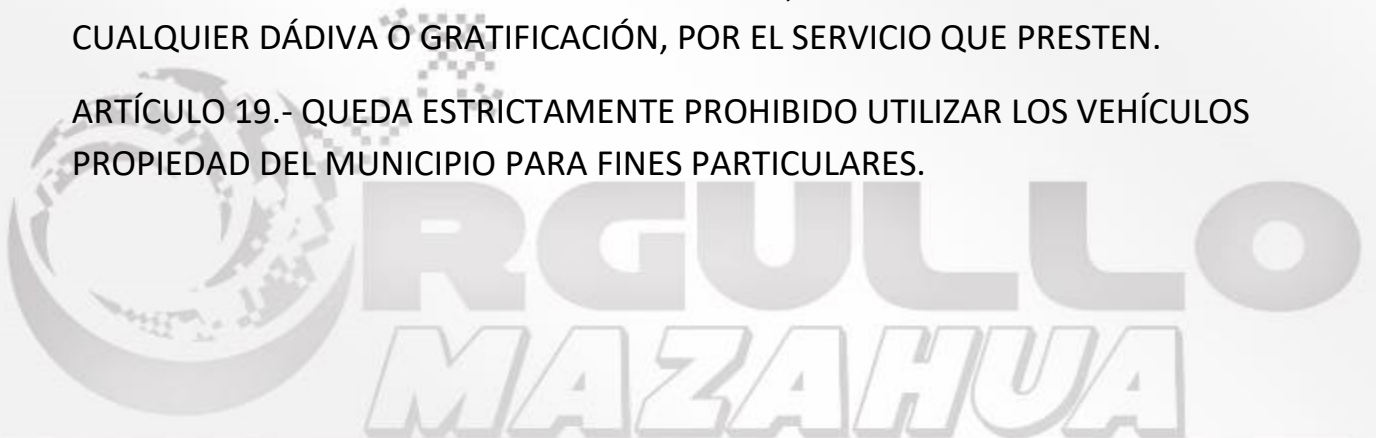 CUALQUIER DÁDIVA O GRATIFICACIÓN, POR EL SERVICIO QUE PRESTEN.
ARTÍCULO 19.- QUEDA ESTRICTAMENTE PROHIBIDO UTILIZAR LOS VEHÍCULOS
PROPIEDAD DEL MUNICIPIO PARA FINES PARTICULARES.
ORGULLO
MAZAHUA